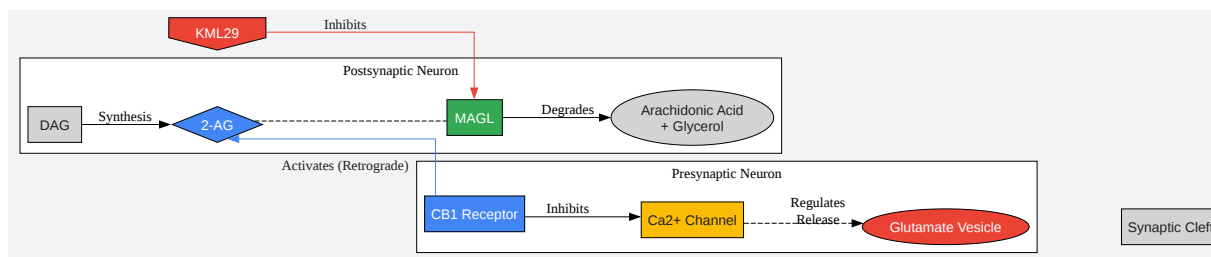 Inhibits
KML29
Postsynaptic Neuron
DAG
Synthesis
2-AG
MAGL
Degrades
Arachidonic Acid
+ Glycerol
Activates (Retrograde)
Presynaptic Neuron
CB1 Receptor
Inhibits
Ca2+ Channel
Regulates
Release
Glutamate Vesicle
Synaptic Cleft